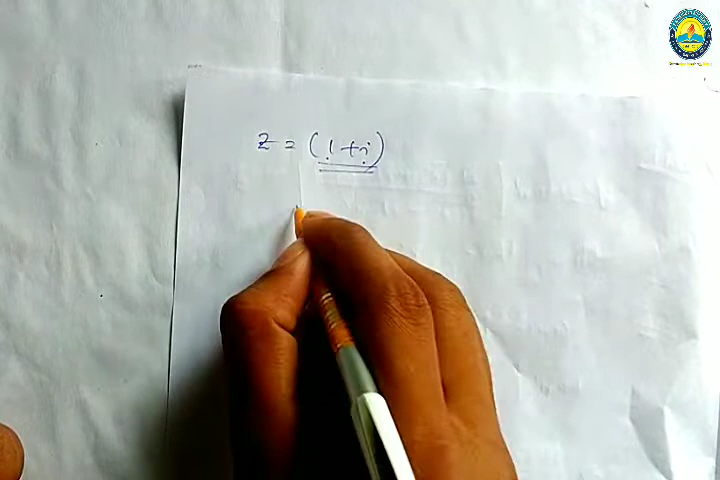 z = (1+i)